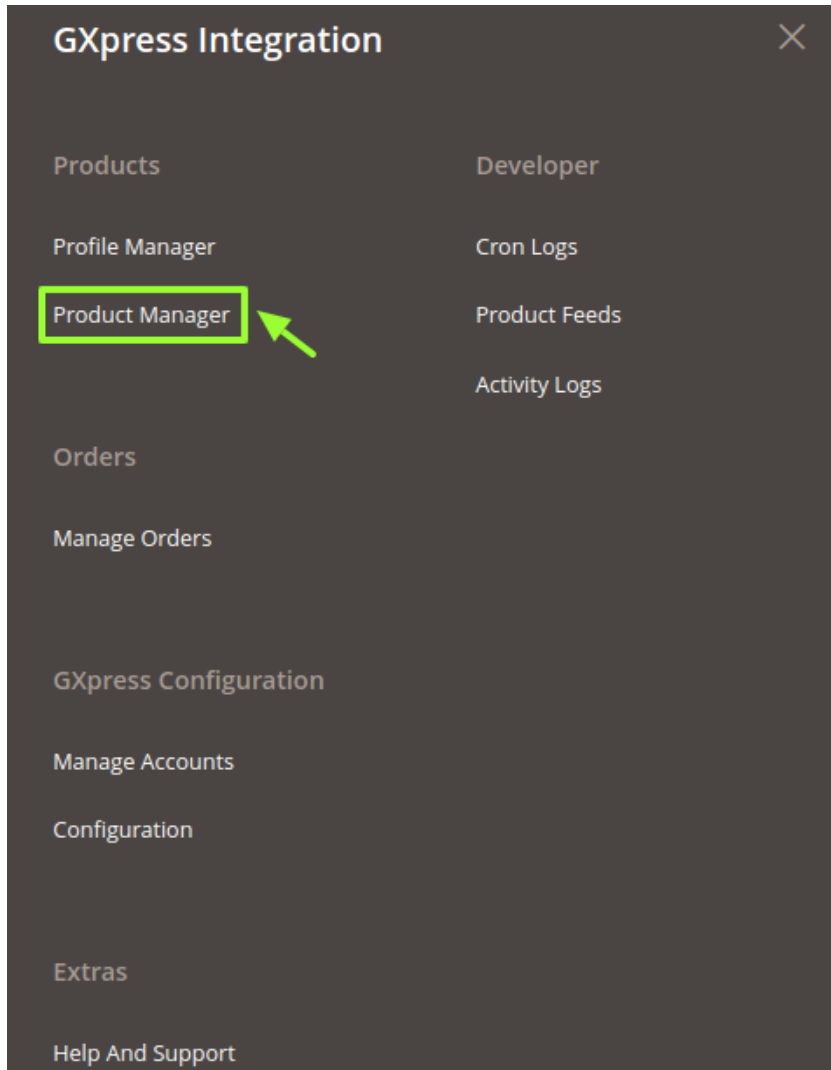 GXpress Integration
Products
Profile Manager
Product Manager
Orders
Manage Orders
GXpress Configuration
Manage Accounts
Configuration
Extras
Help And Support
Developer
Cron Logs
Product Feeds
Activity Logs